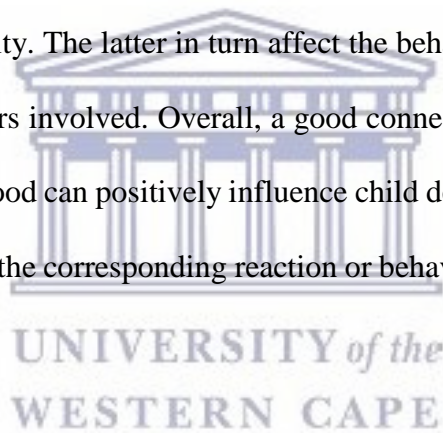 ity. The latter in turn affect the beh
rs involved. Overall, a good conne
ood can positively influence child d
the corresponding reaction or behav
UNIVERSITY of the
WESTERN CAPE